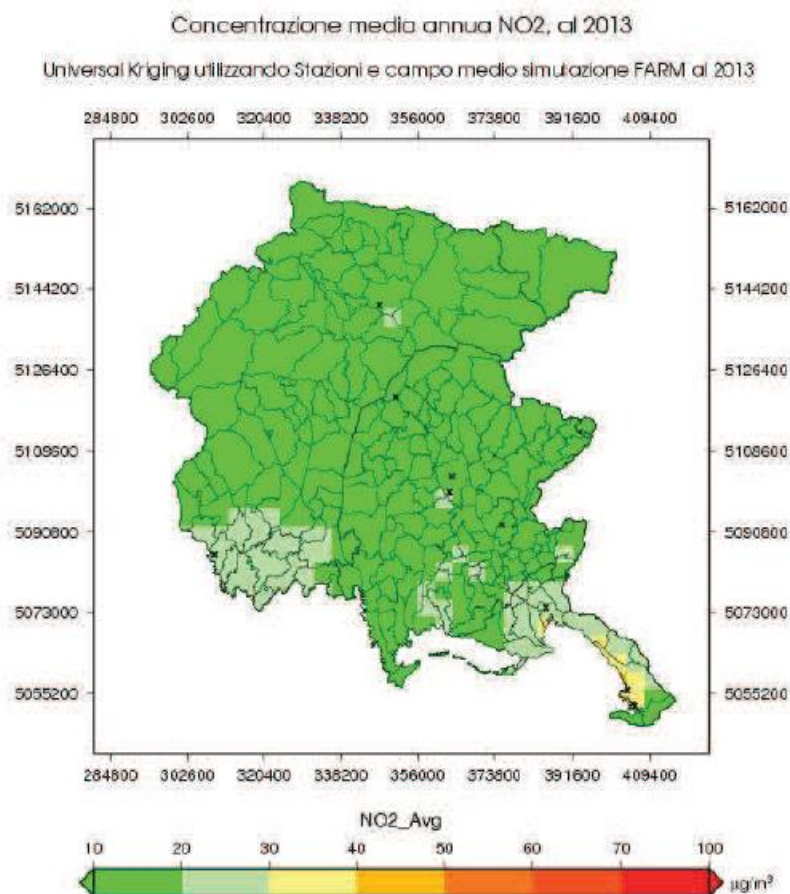 Concentrazione media annua NO2, al 2013
Universal Kriging utilizzando Stazioni e campo medio simulazione FARM al 2013
284800 302600 320400 338200 356000 373800 391600 409400
5162000 5162000
5144200 5144200
5126400 5126400
5108600 5108600
5090800 5090800
5073000 5073000
5055200 5055200
284800 302600 320400 338200 356000 373800 391600 409400
NO2_Avg
10 20 30 40 50 60 70 100
µg/m³